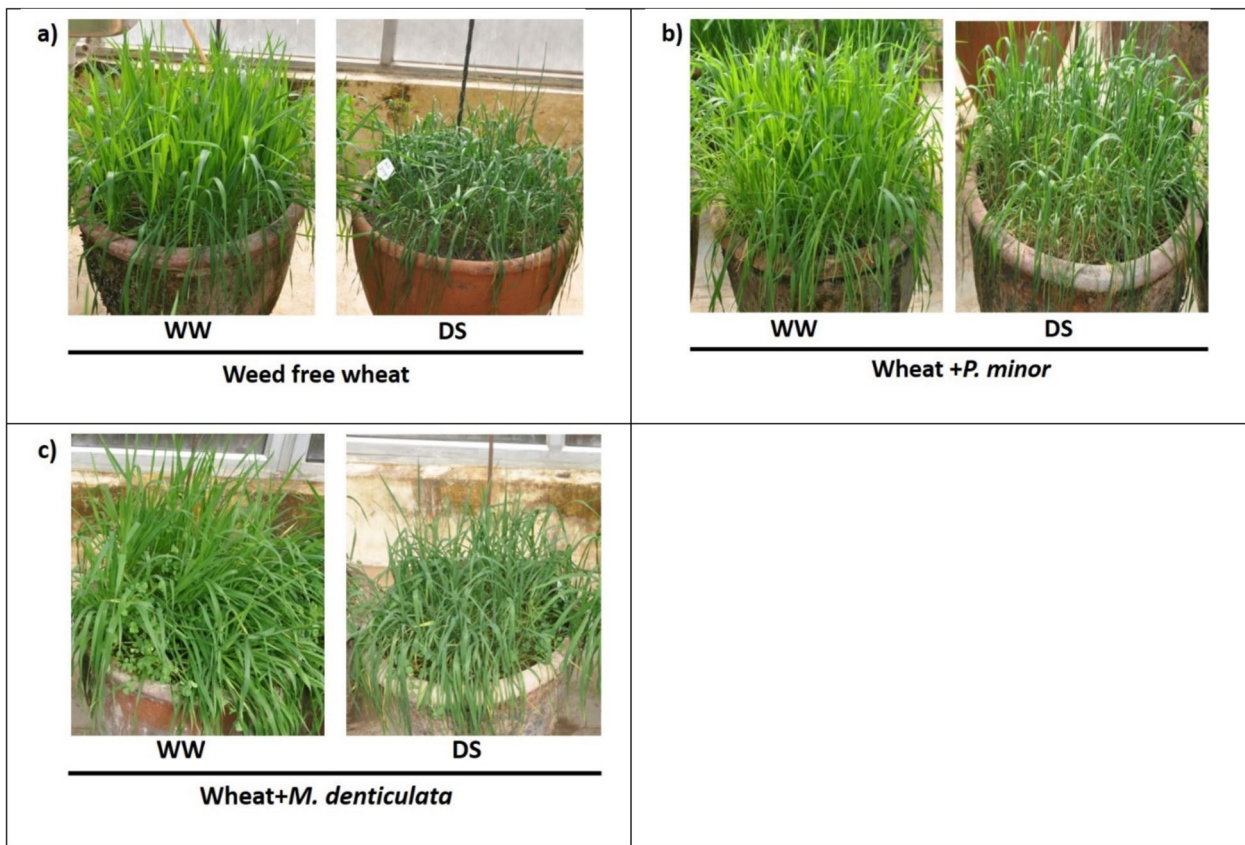 a)
WW
DS
Weed free wheat
b)
WW
DS
Wheat +P. minor
c)
WW
DS
Wheat+M. denticulata